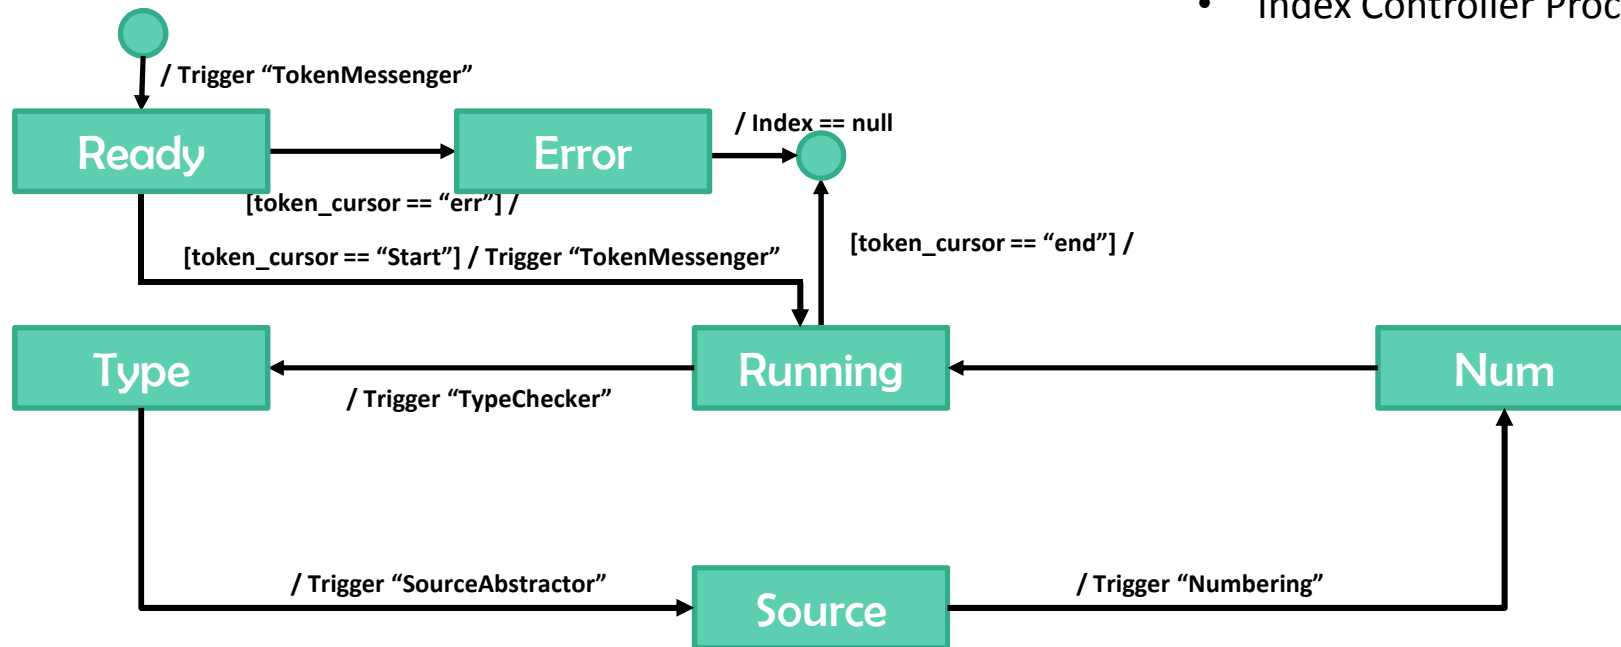 • Index Controller Proc
/ Trigger “TokenMessenger”
Ready
Error
/ Index == null
[token_cursor == “err”] /
[token_cursor == “Start”] / Trigger “TokenMessenger”
[token_cursor == “end”] /
Type
Running
Num
/ Trigger “TypeChecker”
/ Trigger “SourceAbstractor”
Source
/ Trigger “Numbering”